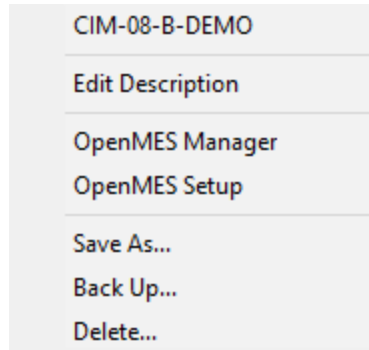 CIM-08-B-DEMO
Edit Description
OpenMES Manager
OpenMES Setup
Save As...
Back Up...
Delete...